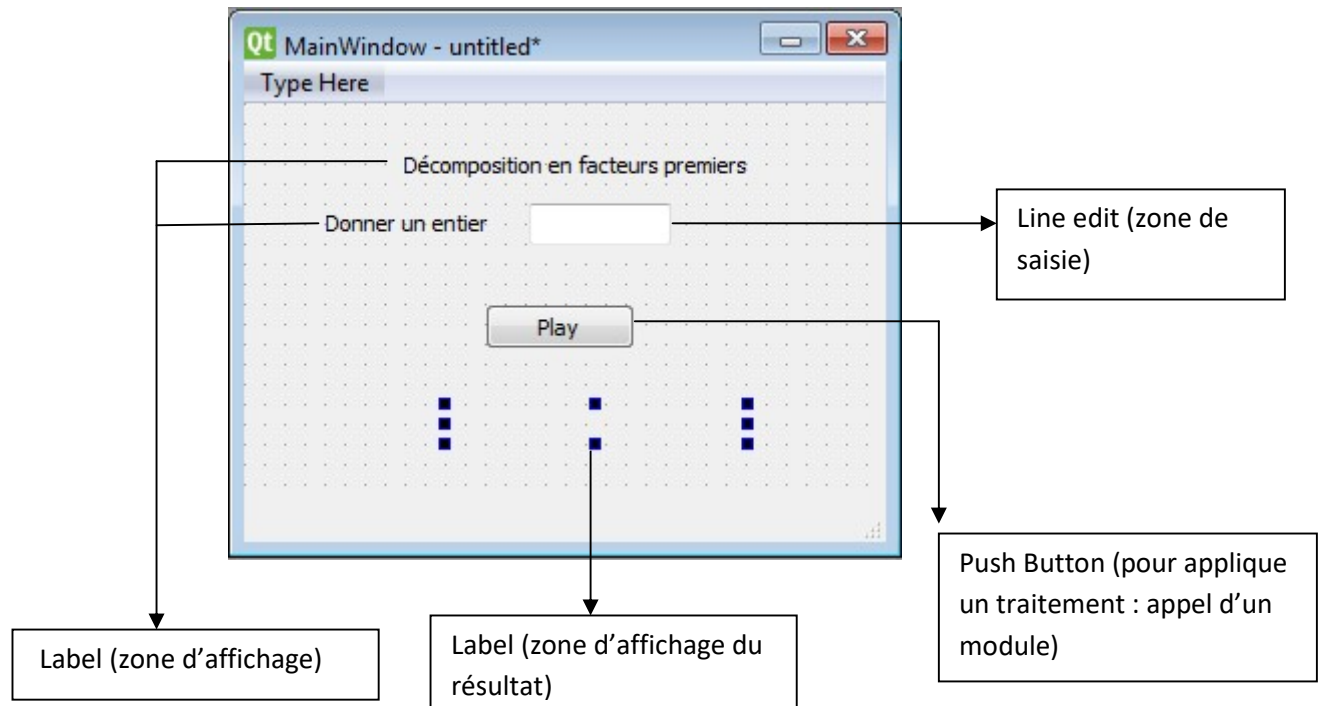 Qt MainWindow - untitled*
Type Here
Décomposition en facteurs premiers
Donner un entier
Play
Line edit (zone de
saisie)
Push Button (pour applique
un traitement : appel d’un
module)
Label (zone d’affichage)
Label (zone d’affichage du
résultat)